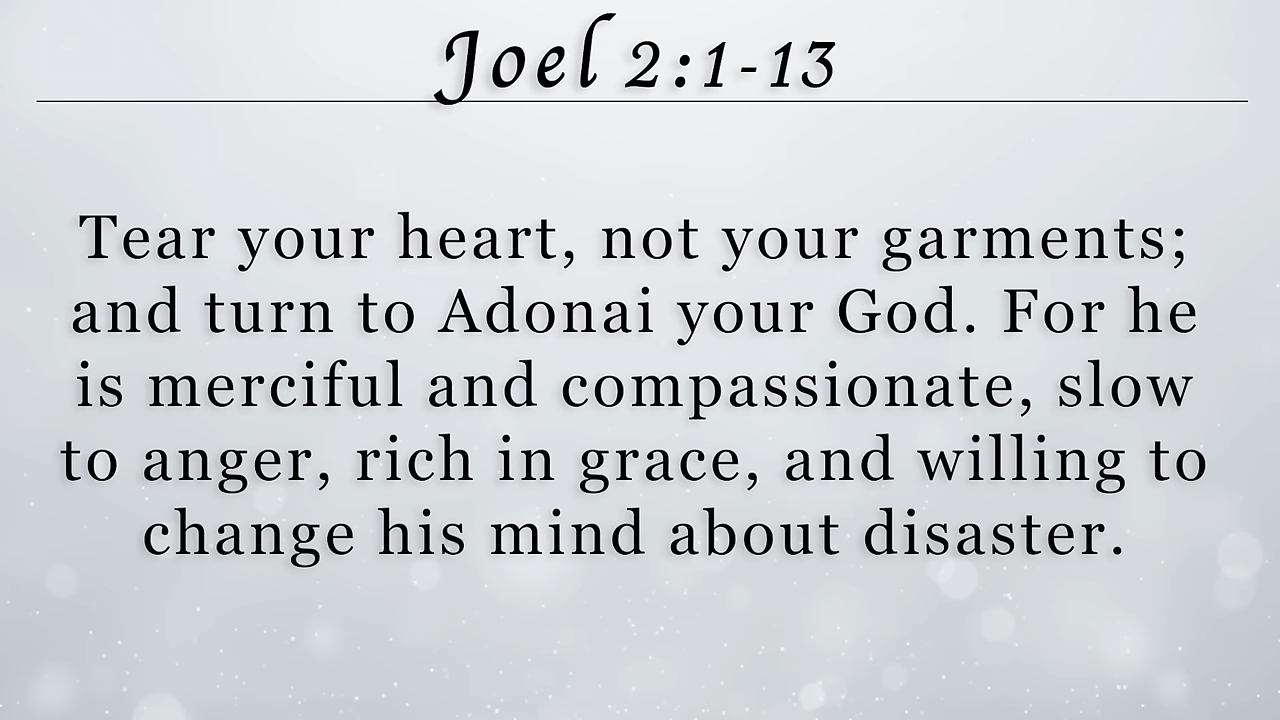 Joel 2:1-13
Tear your heart, not your garments;
and turn to Adonai your God. For he
is merciful and compassionate, slow
to anger, rich in grace, and willing to
change his mind about disaster.